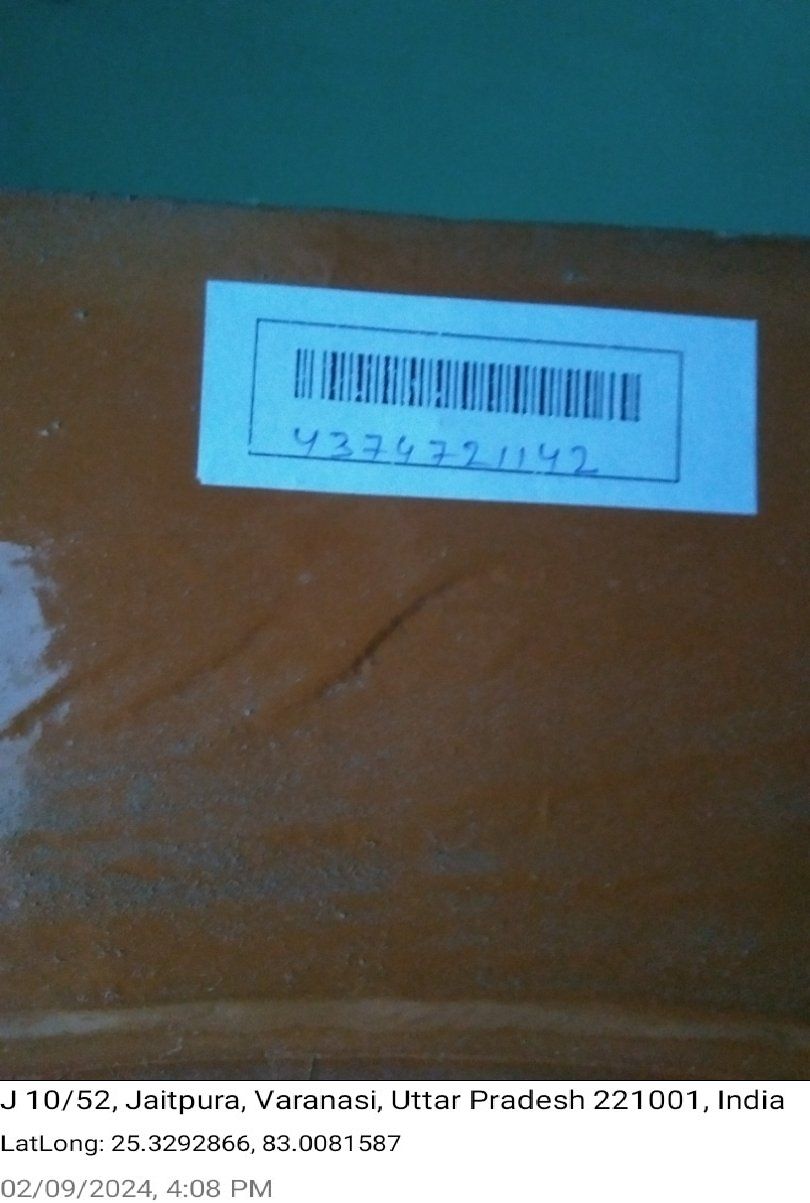 4374721142
J 10/52, Jaitpura, Varanasi, Uttar Pradesh 221001, India
LatLong: 25.3292866, 83.0081587
02/09/2024, 4:08 PM